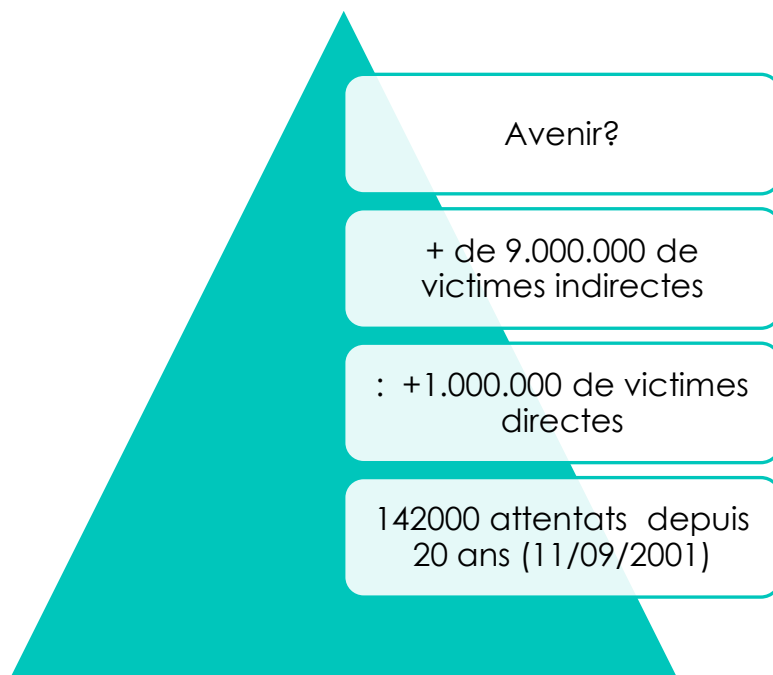 Avenir?
+ de 9.000.000 de
victimes indirectes
:  +1.000.000 de victimes
directes
142000 attentats  depuis
20 ans (11/09/2001)